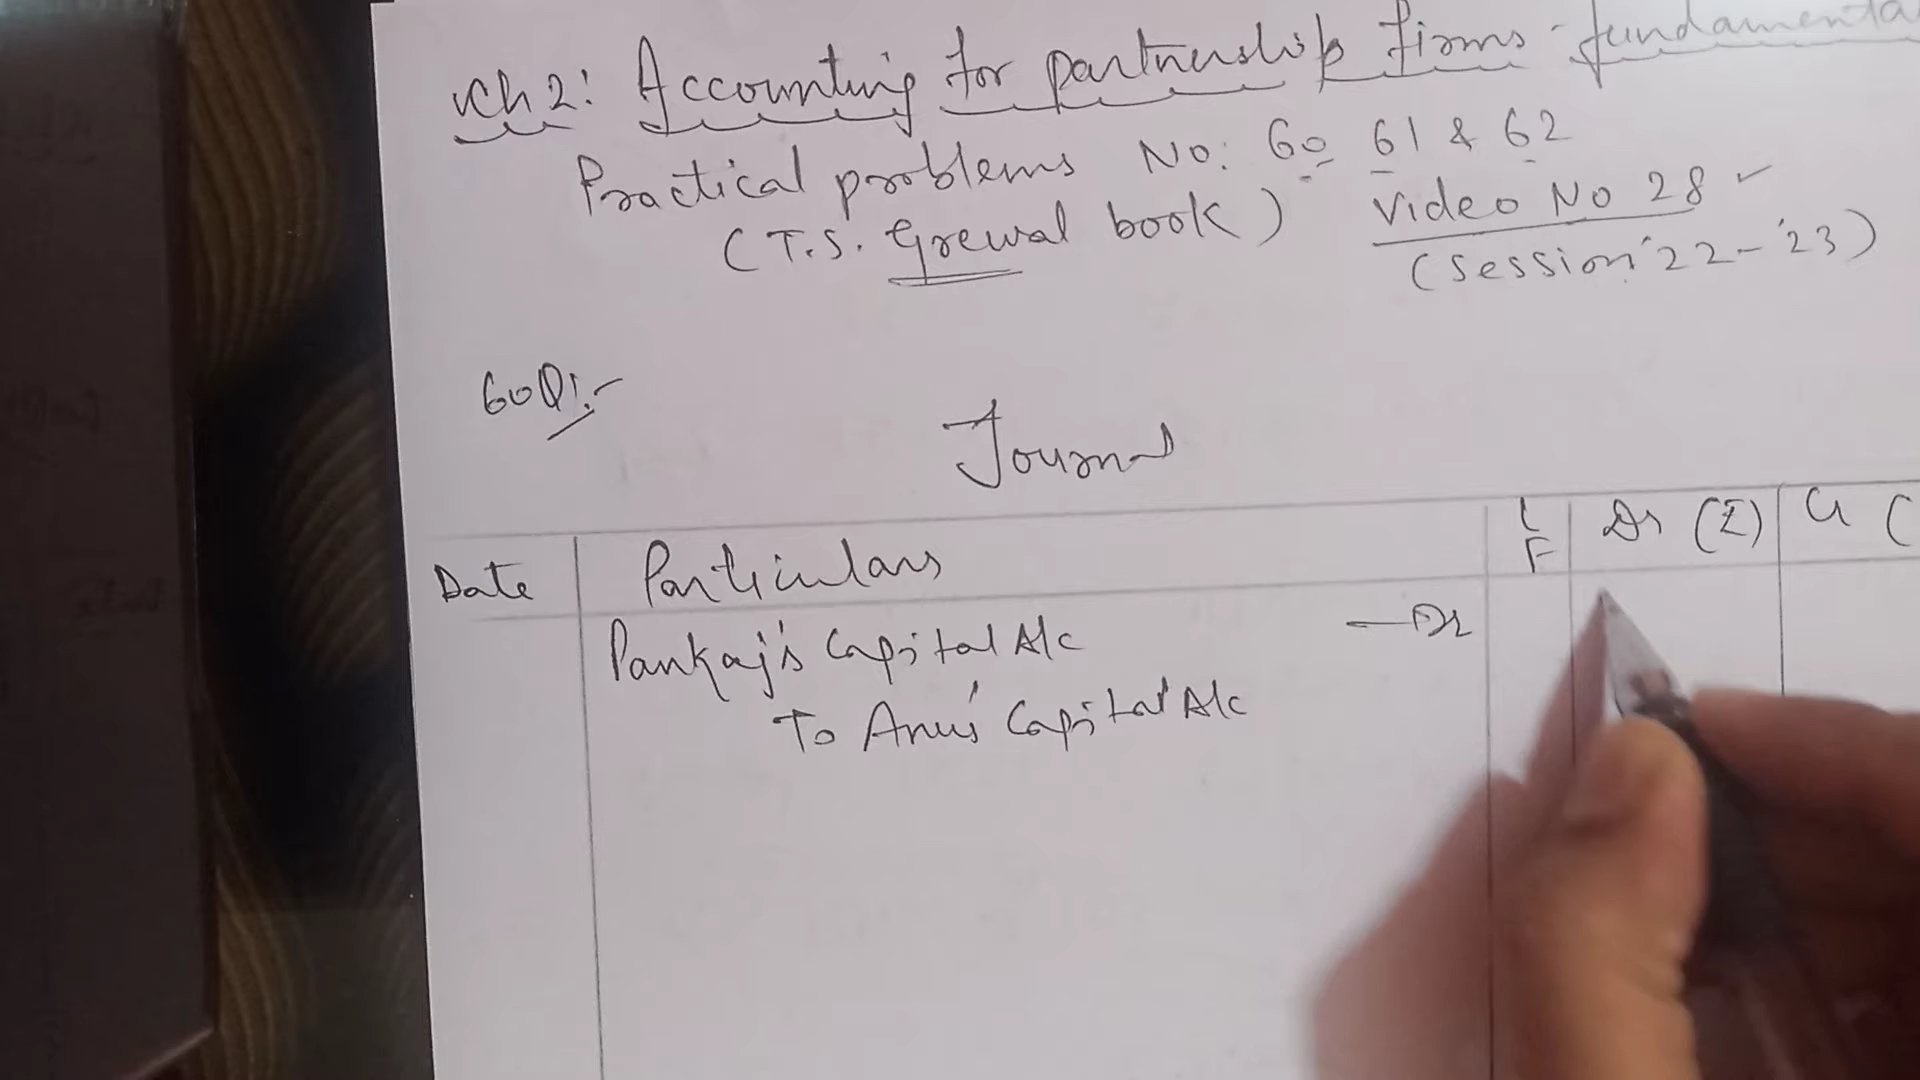 Ch 2: Accounting for partnership firms - fundamenta
Practical problems No: 60 61 & 62
(T.S. Grewal book) Video No 28
(Session '22-'23)
60Q:-
Journal
Date Particulars L F Dr (₹) Cr (
Pankaj's Capital A/c —Dr
To Anu's Capital A/c